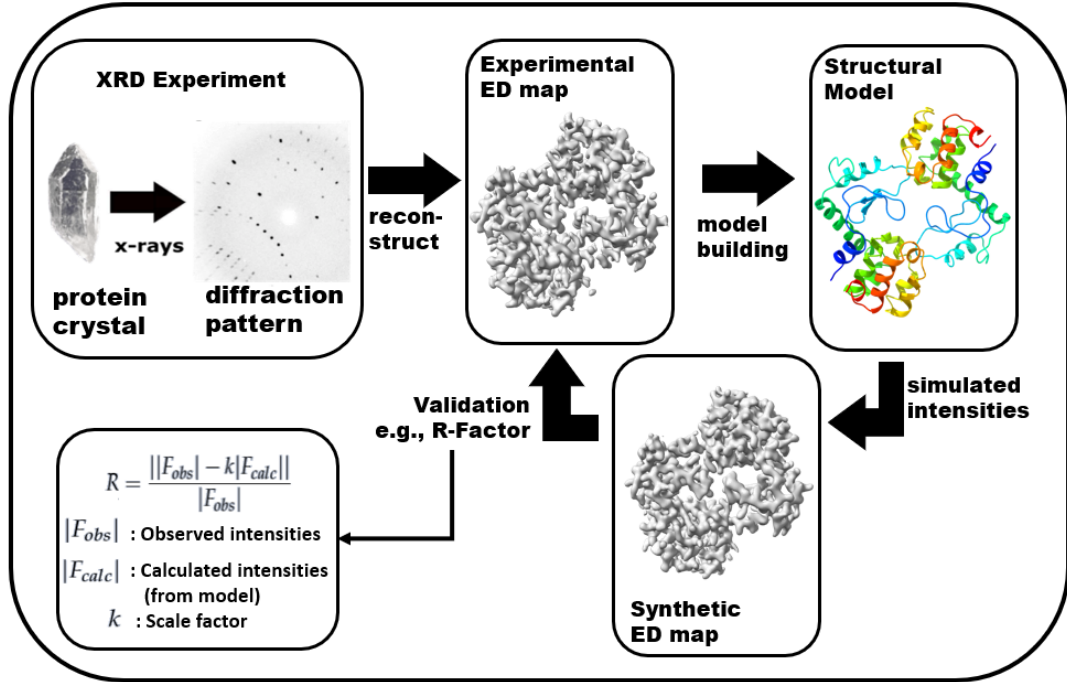 XRD Experiment
x-rays
protein
crystal
diffraction
pattern
recon-
struct
Experimental
ED map
model
building
Structural
Model
simulated
intensities
Synthetic
ED map
Validation
e.g., R-Factor
R = ||F_obs| − k|F_calc|| / |F_obs|
|F_obs| : Observed intensities
|F_calc| : Calculated intensities
(from model)
k : Scale factor